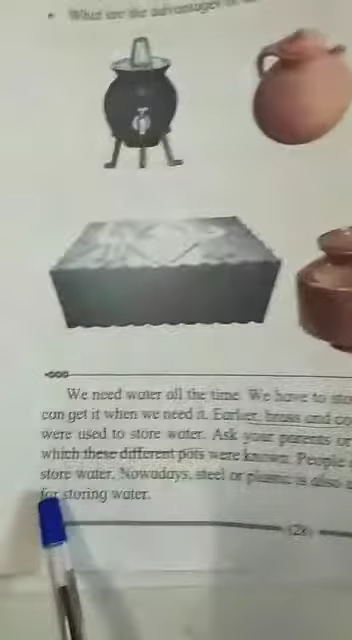 • What are the advantages
We need water all the time. We have to sto
can get it when we need it. Earlier, brass and co
were used to store water. Ask your parents or
which these different pots were known. People
store water. Nowadays, steel or plastic is also
for storing water.
(28)